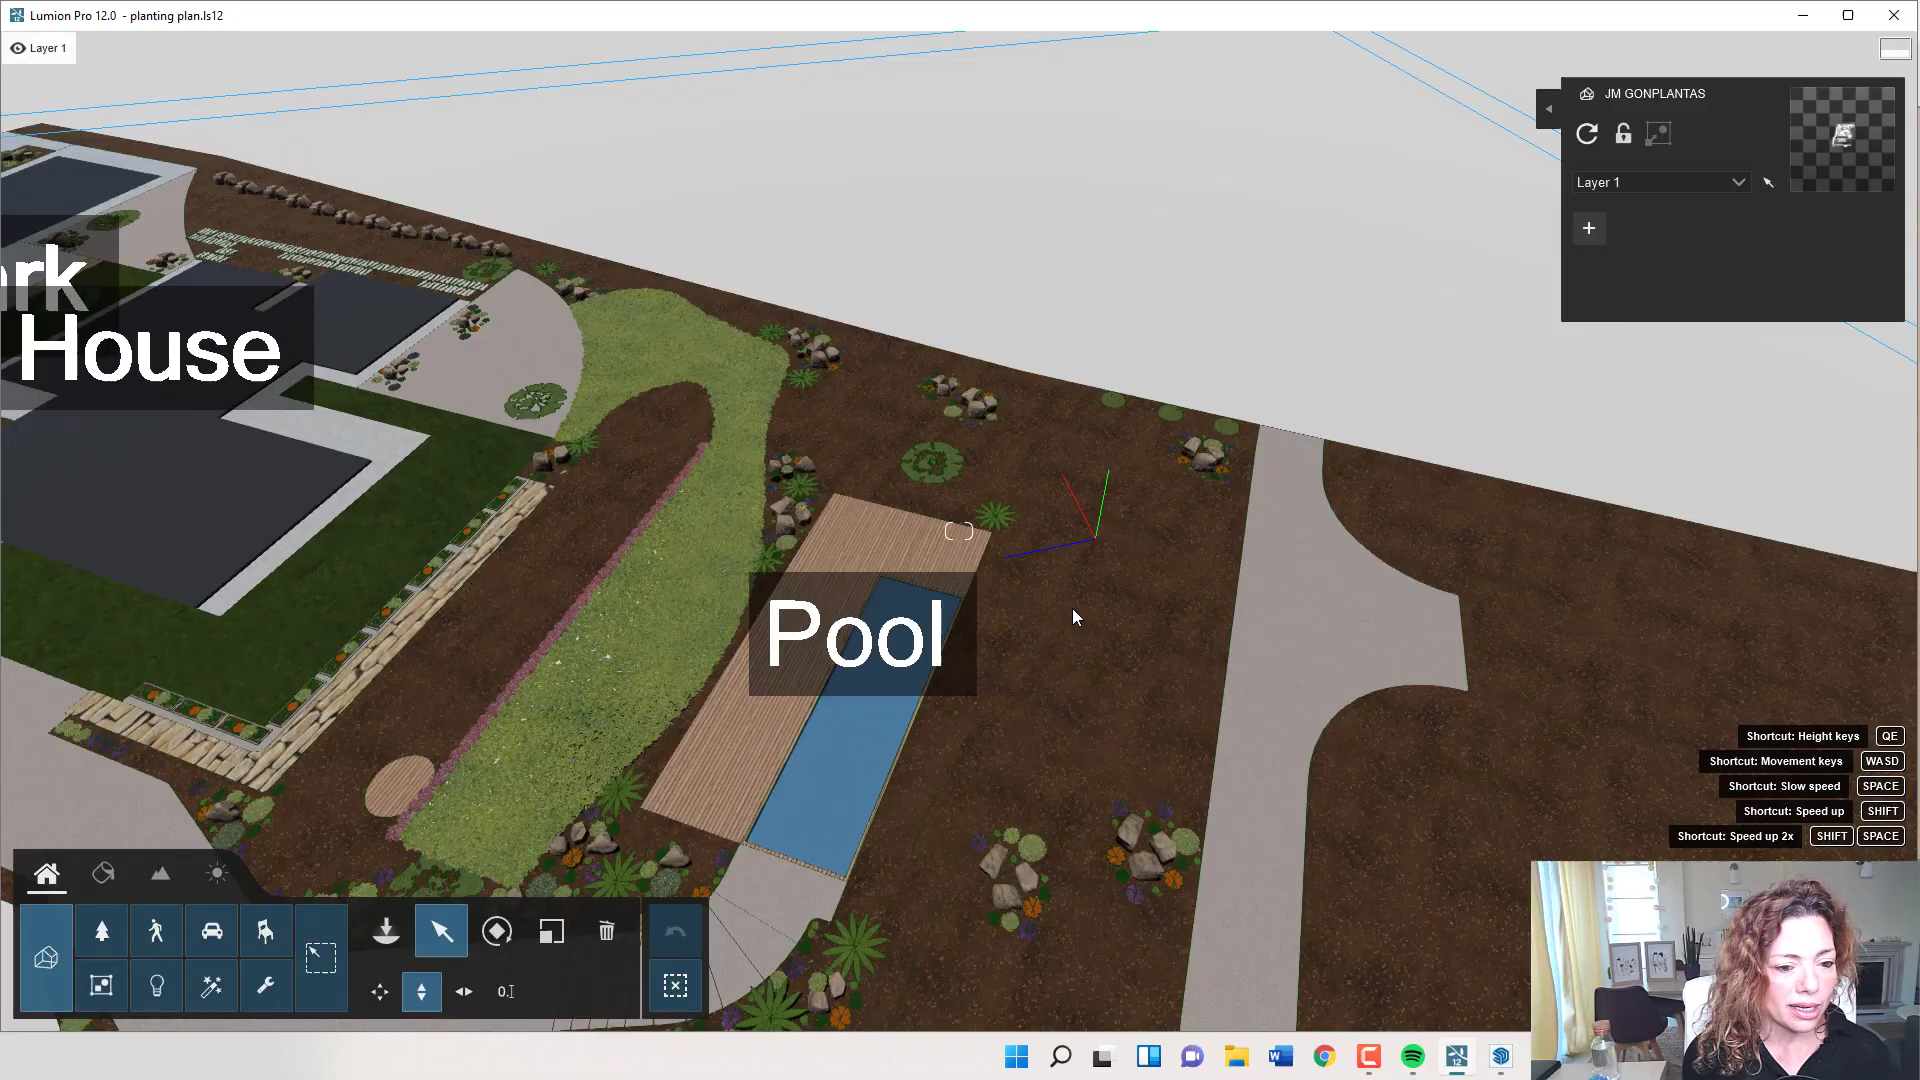 Lumion Pro 12.0 - planting plan.ls12
Layer 1
JM GONPLANTAS
Layer 1
rk
House
Pool
Shortcut: Height keys QE
Shortcut: Movement keys WASD
Shortcut: Slow speed SPACE
Shortcut: Speed up SHIFT
Shortcut: Speed up 2x SHIFT SPACE
0.
12